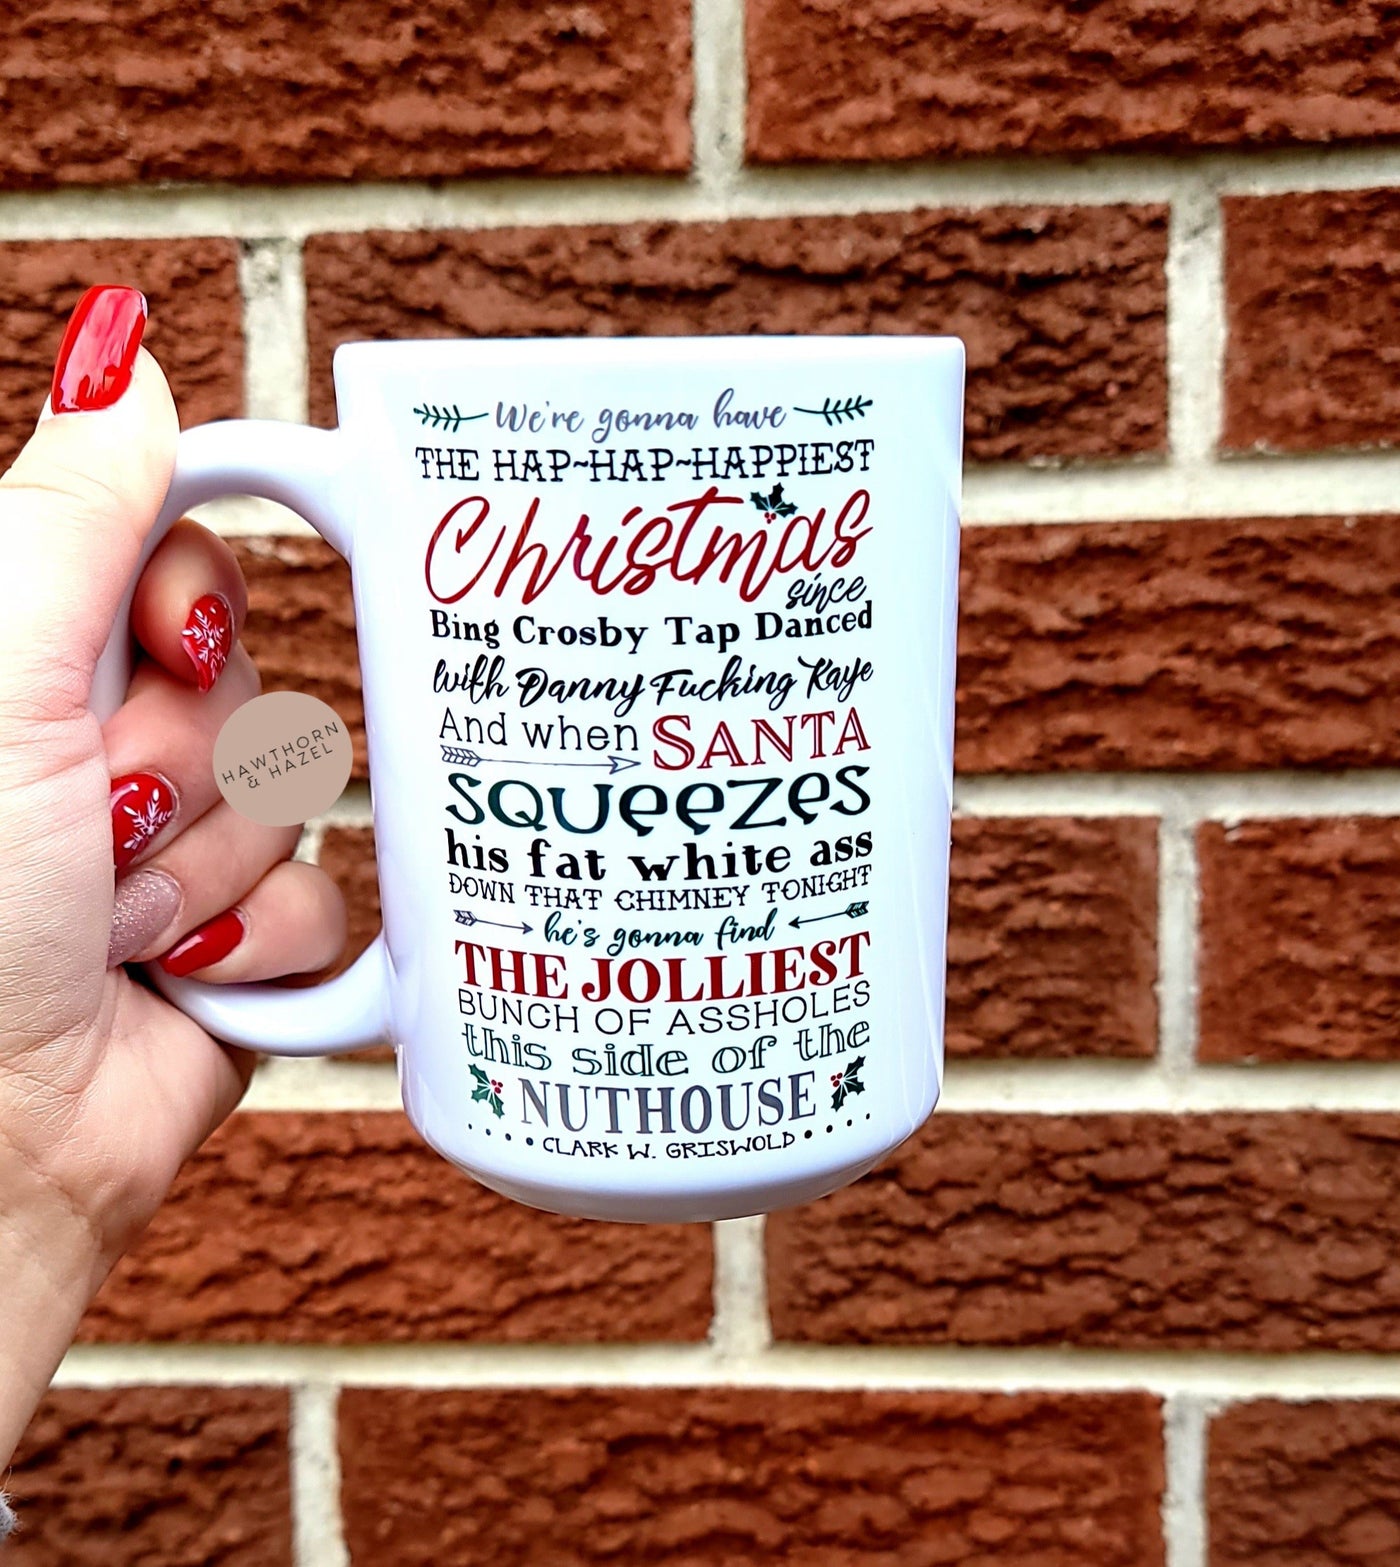 We're gonna have
THE HAP~HAP~HAPPIEST
Christmas
since
Bing Crosby Tap Danced
with Danny Fucking Kaye
And when SANTA
SQUEEZES
his fat white ass
DOWN THAT CHIMNEY TONIGHT
he's gonna find
THE JOLLIEST
BUNCH OF ASSHOLES
this side of the
NUTHOUSE
CLARK W. GRISWOLD
HAWTHORN
& HAZEL